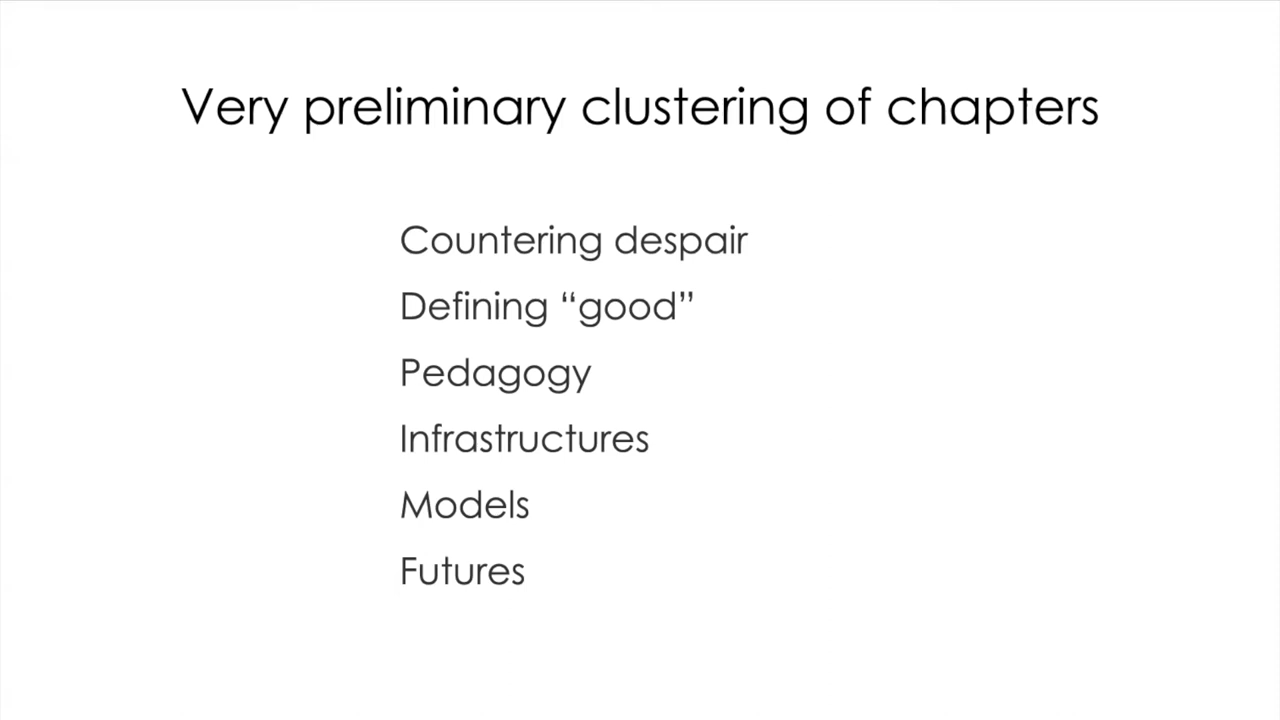 Very preliminary clustering of chapters
Countering despair
Defining “good”
Pedagogy
Infrastructures
Models
Futures